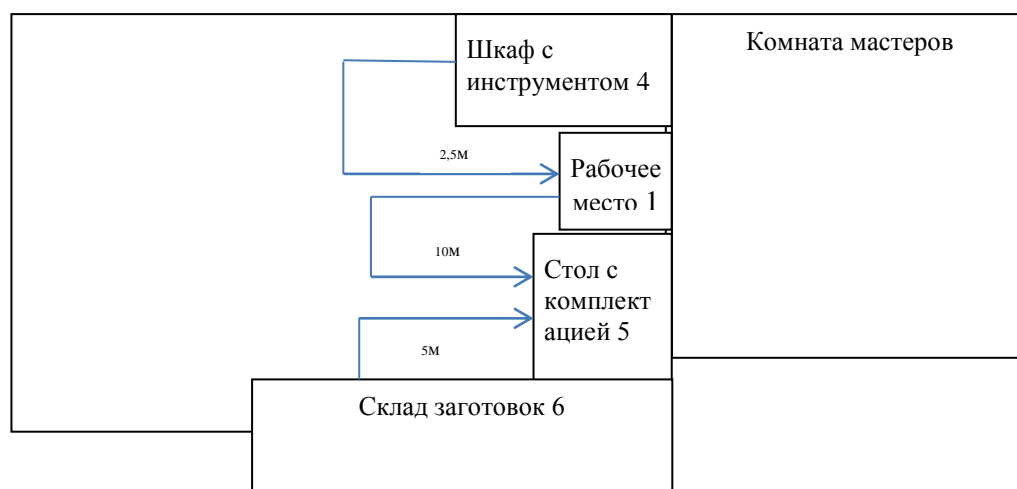 Шкаф с
инструментом 4
Комната мастеров
2,5м
Рабочее
место 1
10м
Стол с
комплект
ацией 5
5м
Склад заготовок 6